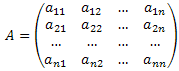 A = ( a₁₁ a₁₂ … a₁ₙ
a₂₁ a₂₂ … a₂ₙ
… … … …
aₙ₁ aₙ₂ … aₙₙ )